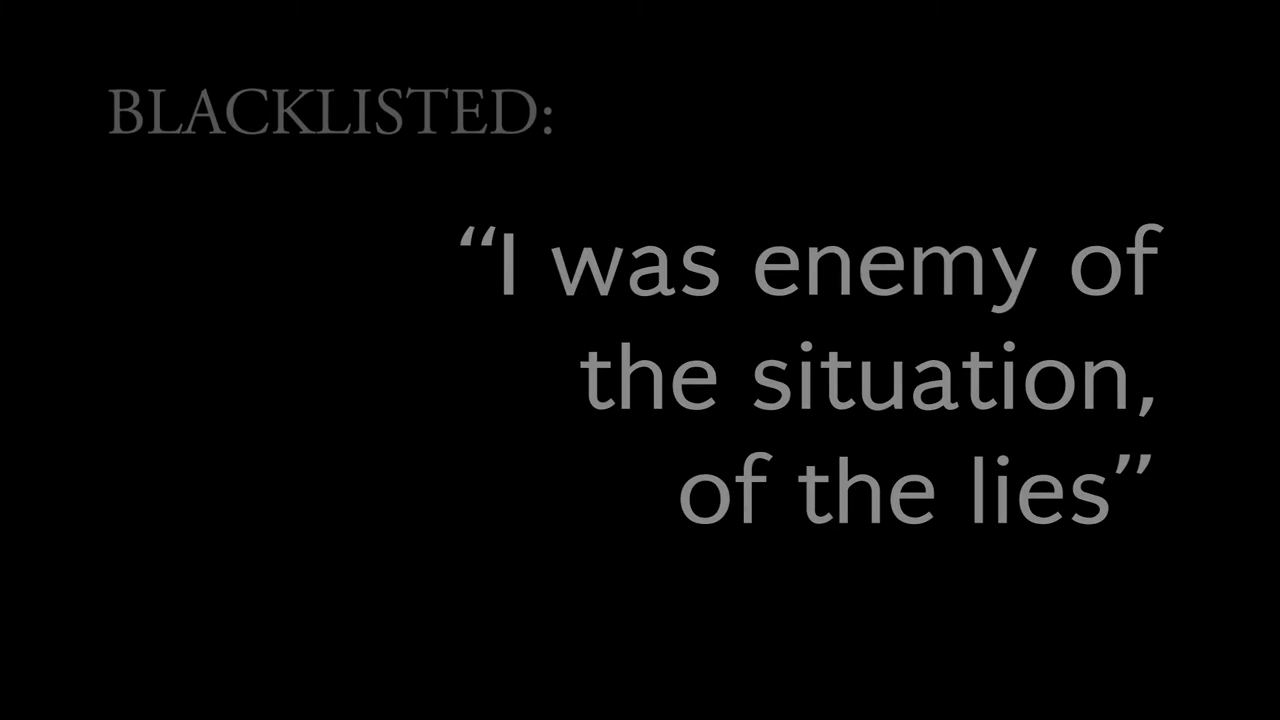 BLACKLISTED:
“I was enemy of
the situation,
of the lies”